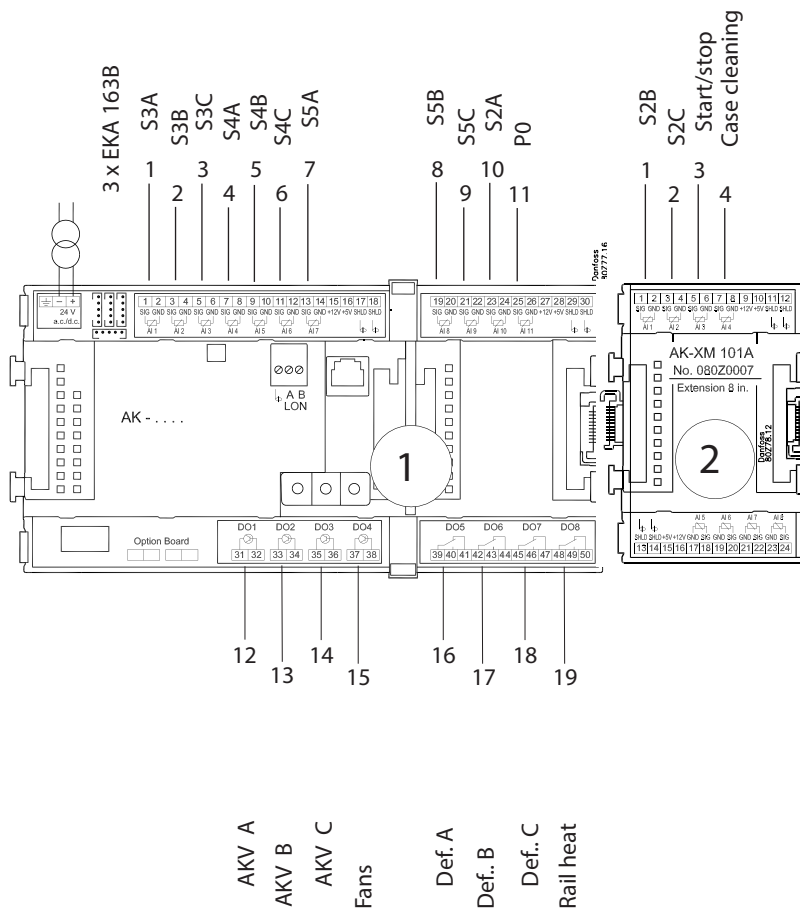 3 x EKA 163B
S3A
S3B
S3C
S4A
S4B
S4C
S5A
S5B
S5C
S2A
P0
S2B
S2C
Start/stop
Case cleaning
1
2
3
4
5
6
7
8
9
10
11
1
2
3
4
Danfoss
80Z77.16
– +
24 V
a.c./d.c.
1 2 3 4 5 6 7 8 9 10 11 12 13 14 15 16 17 18
SIG GND SIG GND SIG GND SIG GND SIG GND SIG GND SIG GND +12V +5V SHLD SHLD
AI 1 AI 2 AI 3 AI 4 AI 5 AI 6 AI 7
19 20 21 22 23 24 25 26 27 28 29 30
SIG GND SIG GND SIG GND SIG GND +12V +5V SHLD SHLD
AI 8 AI 9 AI 10 AI 11
1 2 3 4 5 6 7 8 9 10 11 12
SIG GND SIG GND SIG GND SIG GND +12V +5V SHLD SHLD
AI 1 AI 2 AI 3 AI 4
AK - . . . .
A B
LON
1
AK-XM 101A
No. 080Z0007
Extension 8 in.
2
Danfoss
80Z78.12
Option Board
DO1 DO2 DO3 DO4
31 32 33 34 35 36 37 38
DO5 DO6 DO7 DO8
39 40 41 42 43 44 45 46 47 48 49 50
AI 5 AI 6 AI 7 AI 8
SHLD SHLD +5V +12V GND SIG GND SIG GND SIG GND SIG
13 14 15 16 17 18 19 20 21 22 23 24
12
13
14
15
16
17
18
19
AKV A
AKV B
AKV C
Fans
Def. A
Def.. B
Def.. C
Rail heat